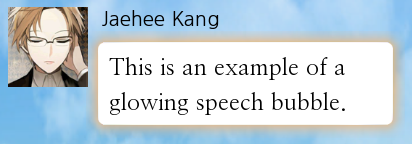 Jaehee Kang
This is an example of a
glowing speech bubble.